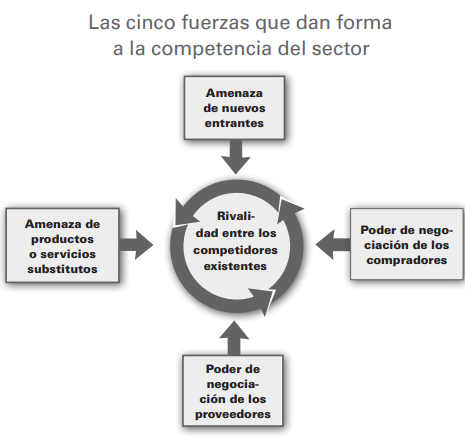 Las cinco fuerzas que dan forma
a la competencia del sector
Amenaza
de nuevos
entrantes
Amenaza de
productos
o servicios
substitutos
Rivali-
dad entre los
competidores
existentes
Poder de nego-
ciación de los
compradores
Poder de
negocia-
ción de los
proveedores